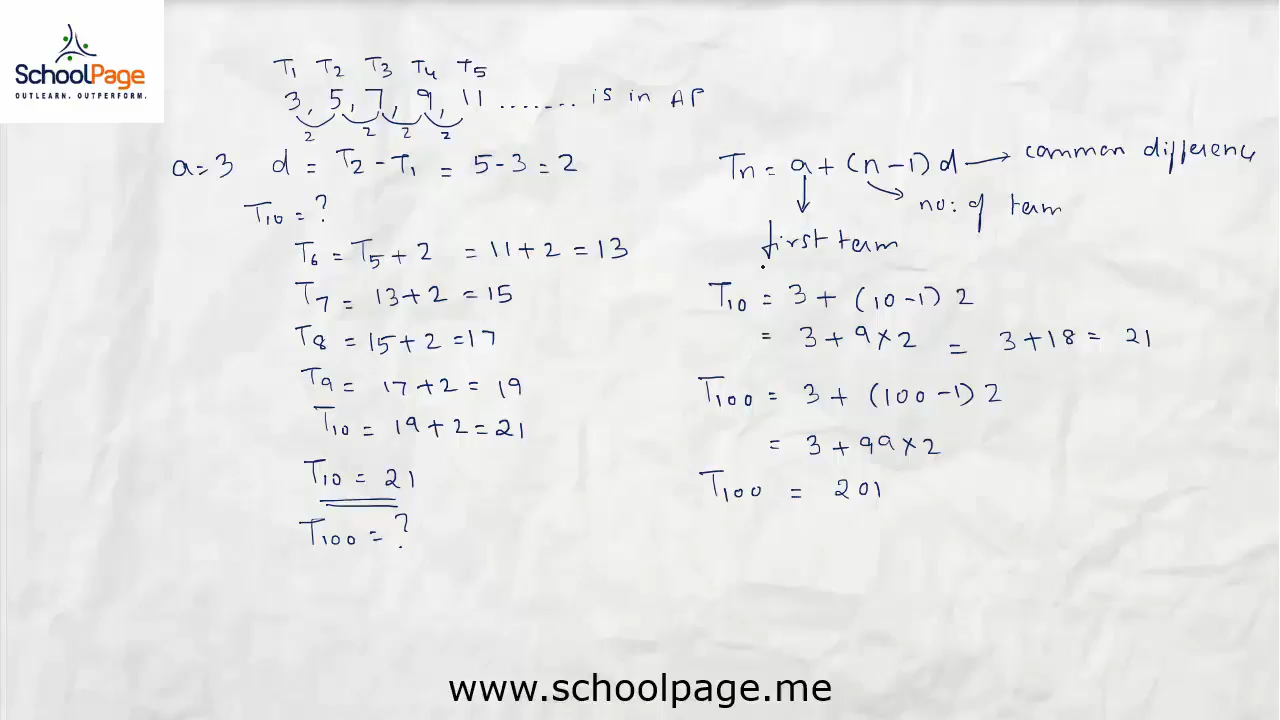 SchoolPage
OUTLEARN. OUTPERFORM.
T1 T2 T3 T4 T5
3, 5, 7, 9, 11 ........ is in AP
2 2 2 2
a = 3 d = T2 - T1 = 5 - 3 = 2
T10 = ?
T6 = T5 + 2 = 11 + 2 = 13
T7 = 13 + 2 = 15
T8 = 15 + 2 = 17
T9 = 17 + 2 = 19
T10 = 19 + 2 = 21
T10 = 21
T100 = ?
Tn = a + (n - 1) d → common difference
no: of term
first term
T10 = 3 + (10 - 1) 2
= 3 + 9 × 2 = 3 + 18 = 21
T100 = 3 + (100 - 1) 2
= 3 + 99 × 2
T100 = 201
www.schoolpage.me